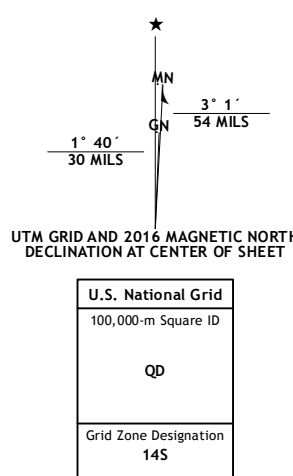 ★
MN
GN
3° 1´
54 MILS
1° 40´
30 MILS
UTM GRID AND 2016 MAGNETIC NORTH
DECLINATION AT CENTER OF SHEET
U.S. National Grid
100,000-m Square ID
QD
Grid Zone Designation
14S